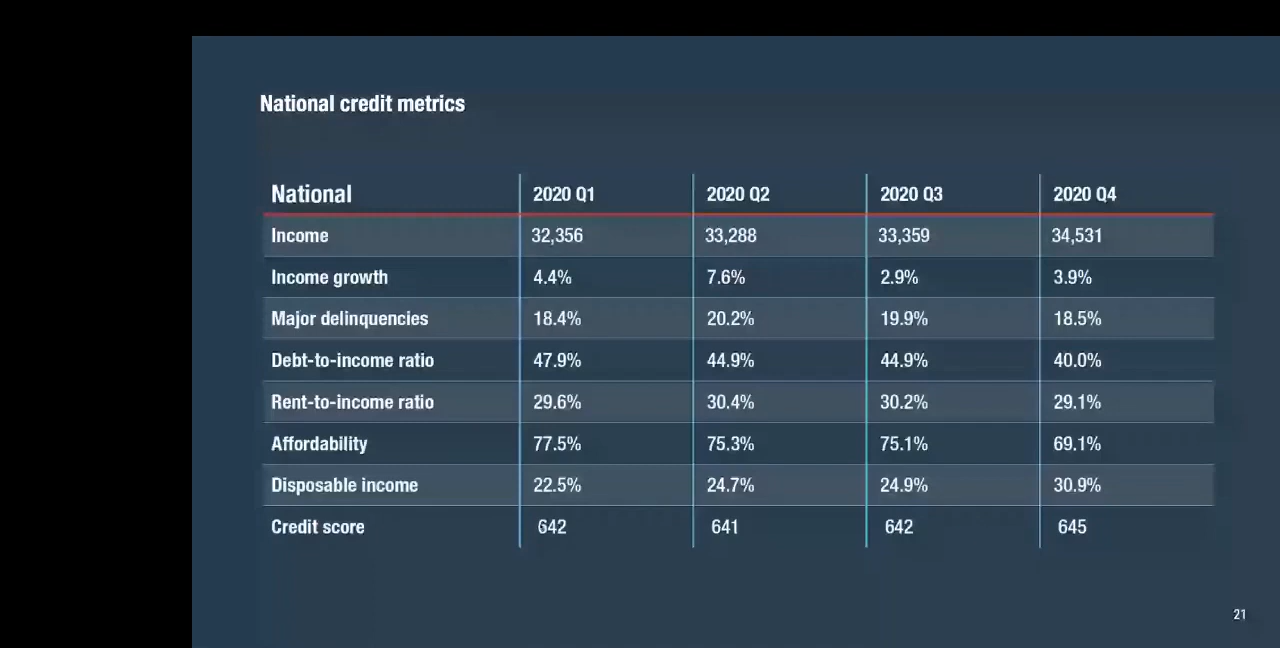 National credit metrics
National 2020 Q1 2020 Q2 2020 Q3 2020 Q4
Income 32,356 33,288 33,359 34,531
Income growth 4.4% 7.6% 2.9% 3.9%
Major delinquencies 18.4% 20.2% 19.9% 18.5%
Debt-to-income ratio 47.9% 44.9% 44.9% 40.0%
Rent-to-income ratio 29.6% 30.4% 30.2% 29.1%
Affordability 77.5% 75.3% 75.1% 69.1%
Disposable income 22.5% 24.7% 24.9% 30.9%
Credit score 642 641 642 645
21